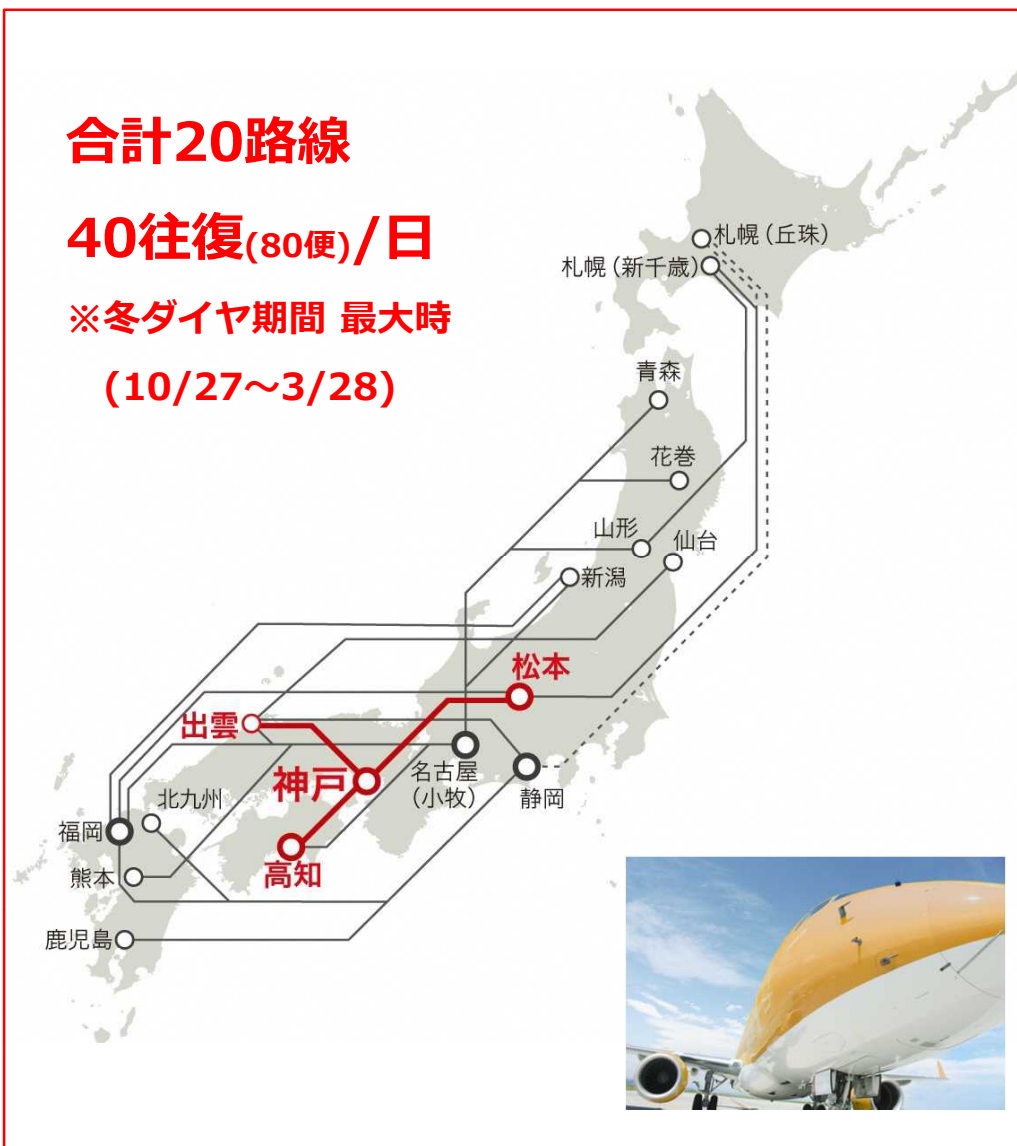 合計20路線
40往復(80便)/日
※冬ダイヤ期間 最大時
(10/27～3/28)
札幌(丘珠)
札幌(新千歳)
青森
花巻
山形
仙台
新潟
松本
出雲
神戸
名古屋
(小牧)
静岡
北九州
福岡
高知
熊本
鹿児島